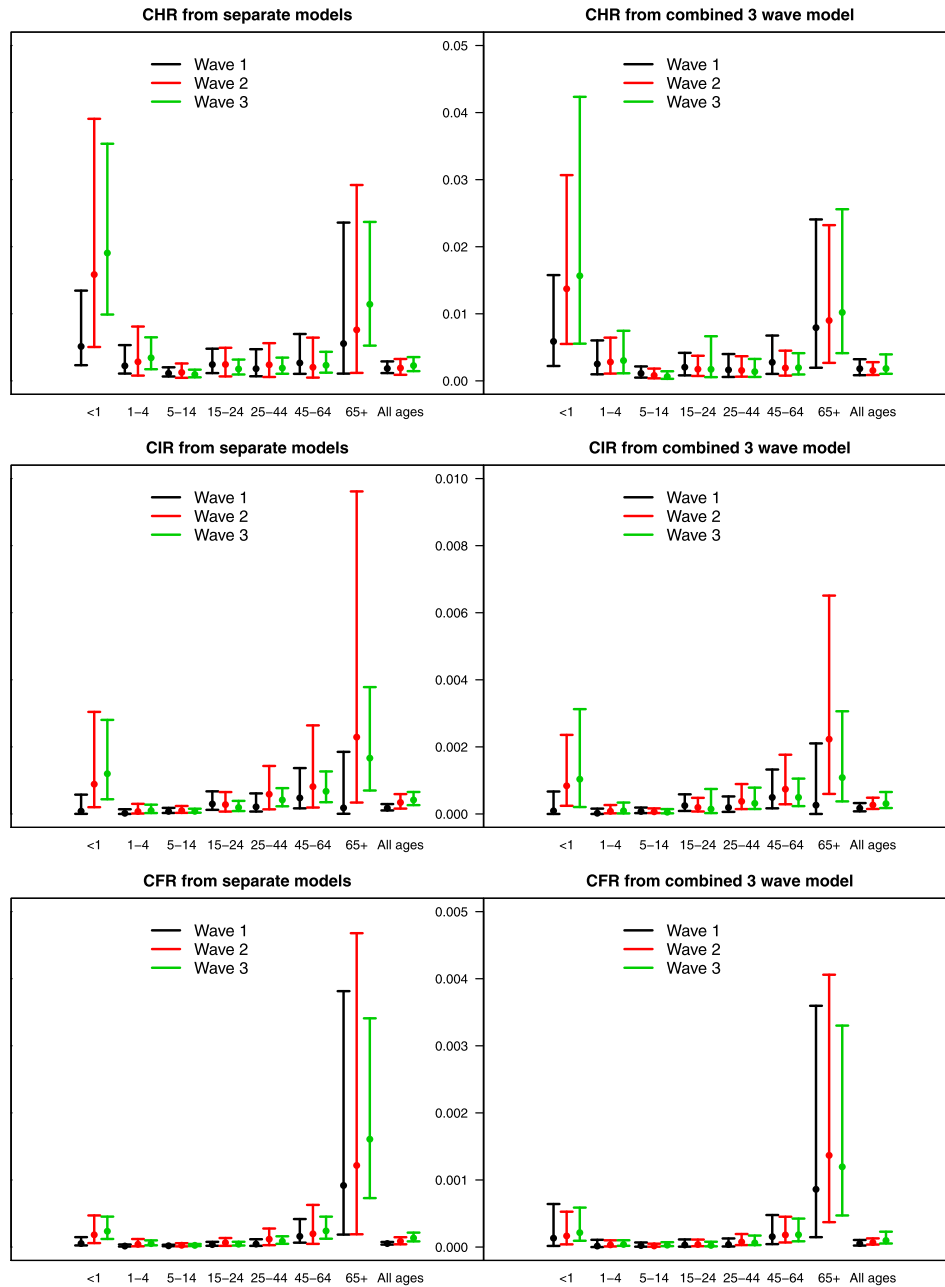 CHR from separate models
CHR from combined 3 wave model
Wave 1
Wave 2
Wave 3
0.05
0.04
0.03
0.02
0.01
0.00
Wave 1
Wave 2
Wave 3
<1 1−4 5−14 15−24 25−44 45−64 65+ All ages
<1 1−4 5−14 15−24 25−44 45−64 65+ All ages
CIR from separate models
CIR from combined 3 wave model
Wave 1
Wave 2
Wave 3
0.010
0.008
0.006
0.004
0.002
0.000
Wave 1
Wave 2
Wave 3
<1 1−4 5−14 15−24 25−44 45−64 65+ All ages
<1 1−4 5−14 15−24 25−44 45−64 65+ All ages
CFR from separate models
CFR from combined 3 wave model
Wave 1
Wave 2
Wave 3
0.005
0.004
0.003
0.002
0.001
0.000
Wave 1
Wave 2
Wave 3
<1 1−4 5−14 15−24 25−44 45−64 65+ All ages
<1 1−4 5−14 15−24 25−44 45−64 65+ All ages